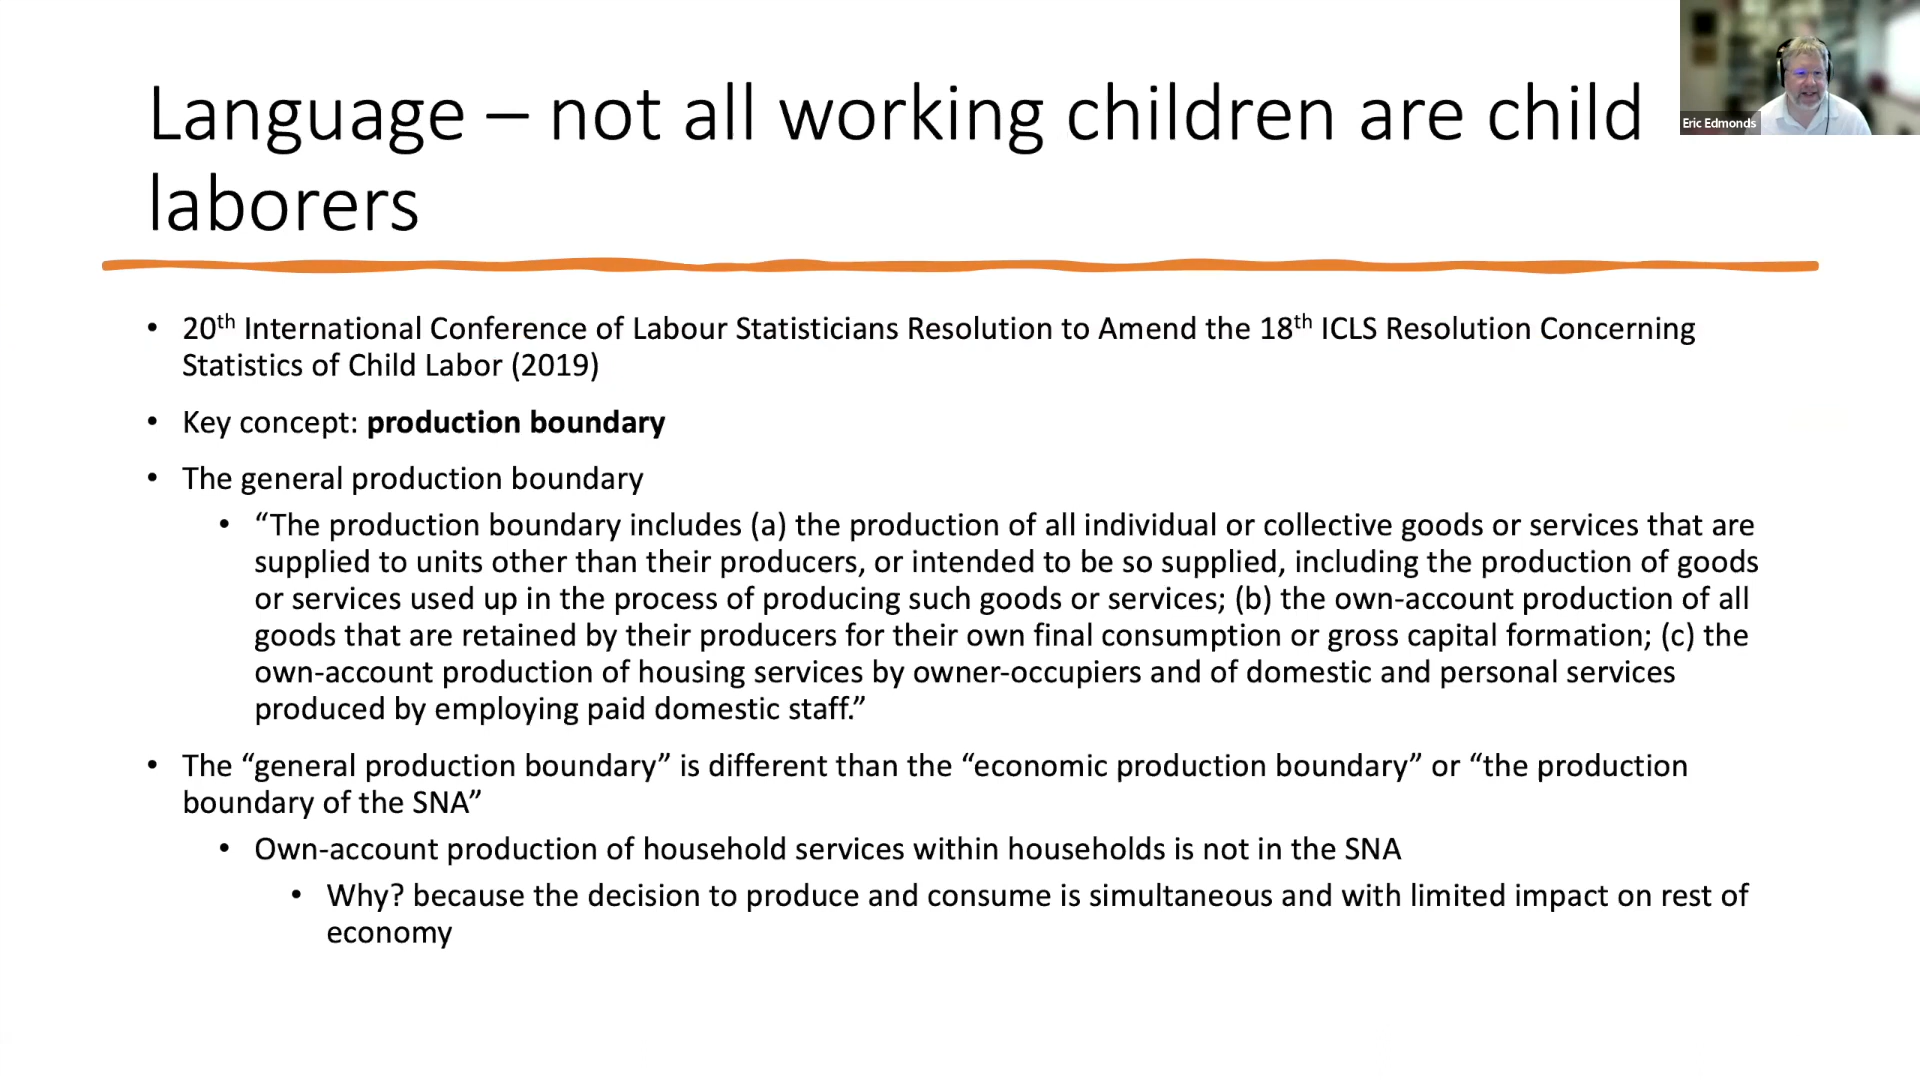 Language – not all working children are child
laborers
Eric Edmonds
• 20th International Conference of Labour Statisticians Resolution to Amend the 18th ICLS Resolution Concerning
Statistics of Child Labor (2019)
• Key concept: production boundary
• The general production boundary
• “The production boundary includes (a) the production of all individual or collective goods or services that are
supplied to units other than their producers, or intended to be so supplied, including the production of goods
or services used up in the process of producing such goods or services; (b) the own-account production of all
goods that are retained by their producers for their own final consumption or gross capital formation; (c) the
own-account production of housing services by owner-occupiers and of domestic and personal services
produced by employing paid domestic staff.”
• The “general production boundary” is different than the “economic production boundary” or “the production
boundary of the SNA”
• Own-account production of household services within households is not in the SNA
• Why? because the decision to produce and consume is simultaneous and with limited impact on rest of
economy